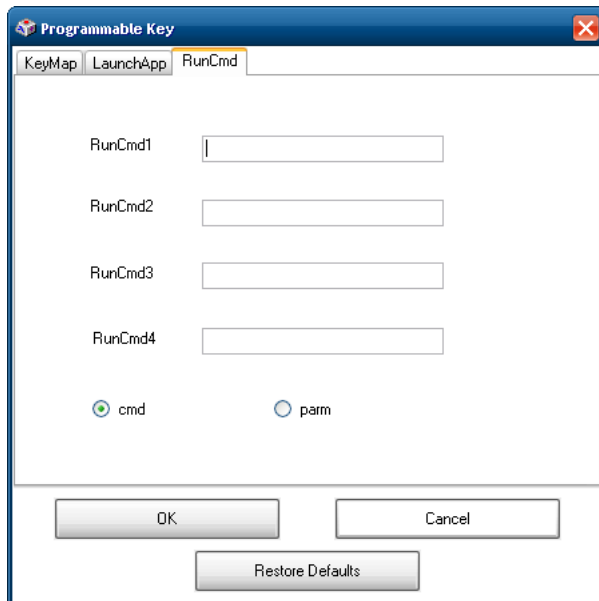 Programmable Key
KeyMap LaunchApp RunCmd
RunCmd1
RunCmd2
RunCmd3
RunCmd4
cmd parm
OK Cancel
Restore Defaults